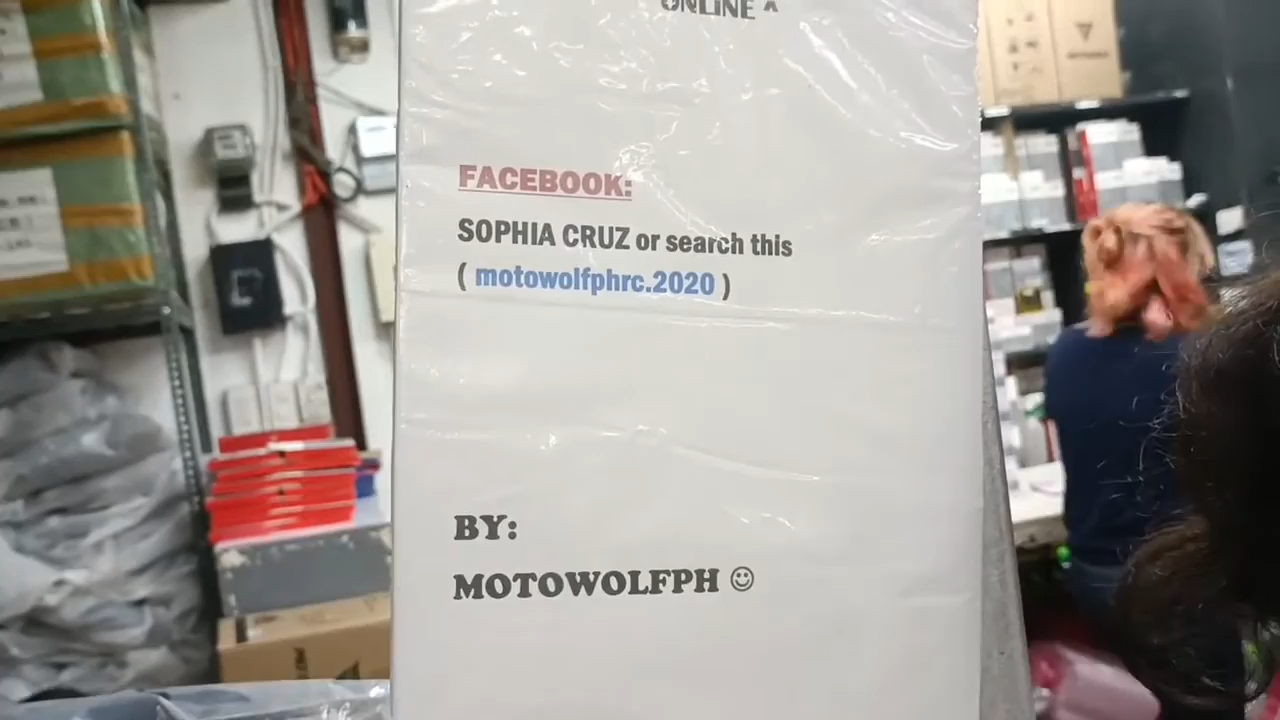 ONLINE ^
FACEBOOK:
SOPHIA CRUZ or search this
( motowolfphrc.2020 )
BY:
MOTOWOLFPH ☺